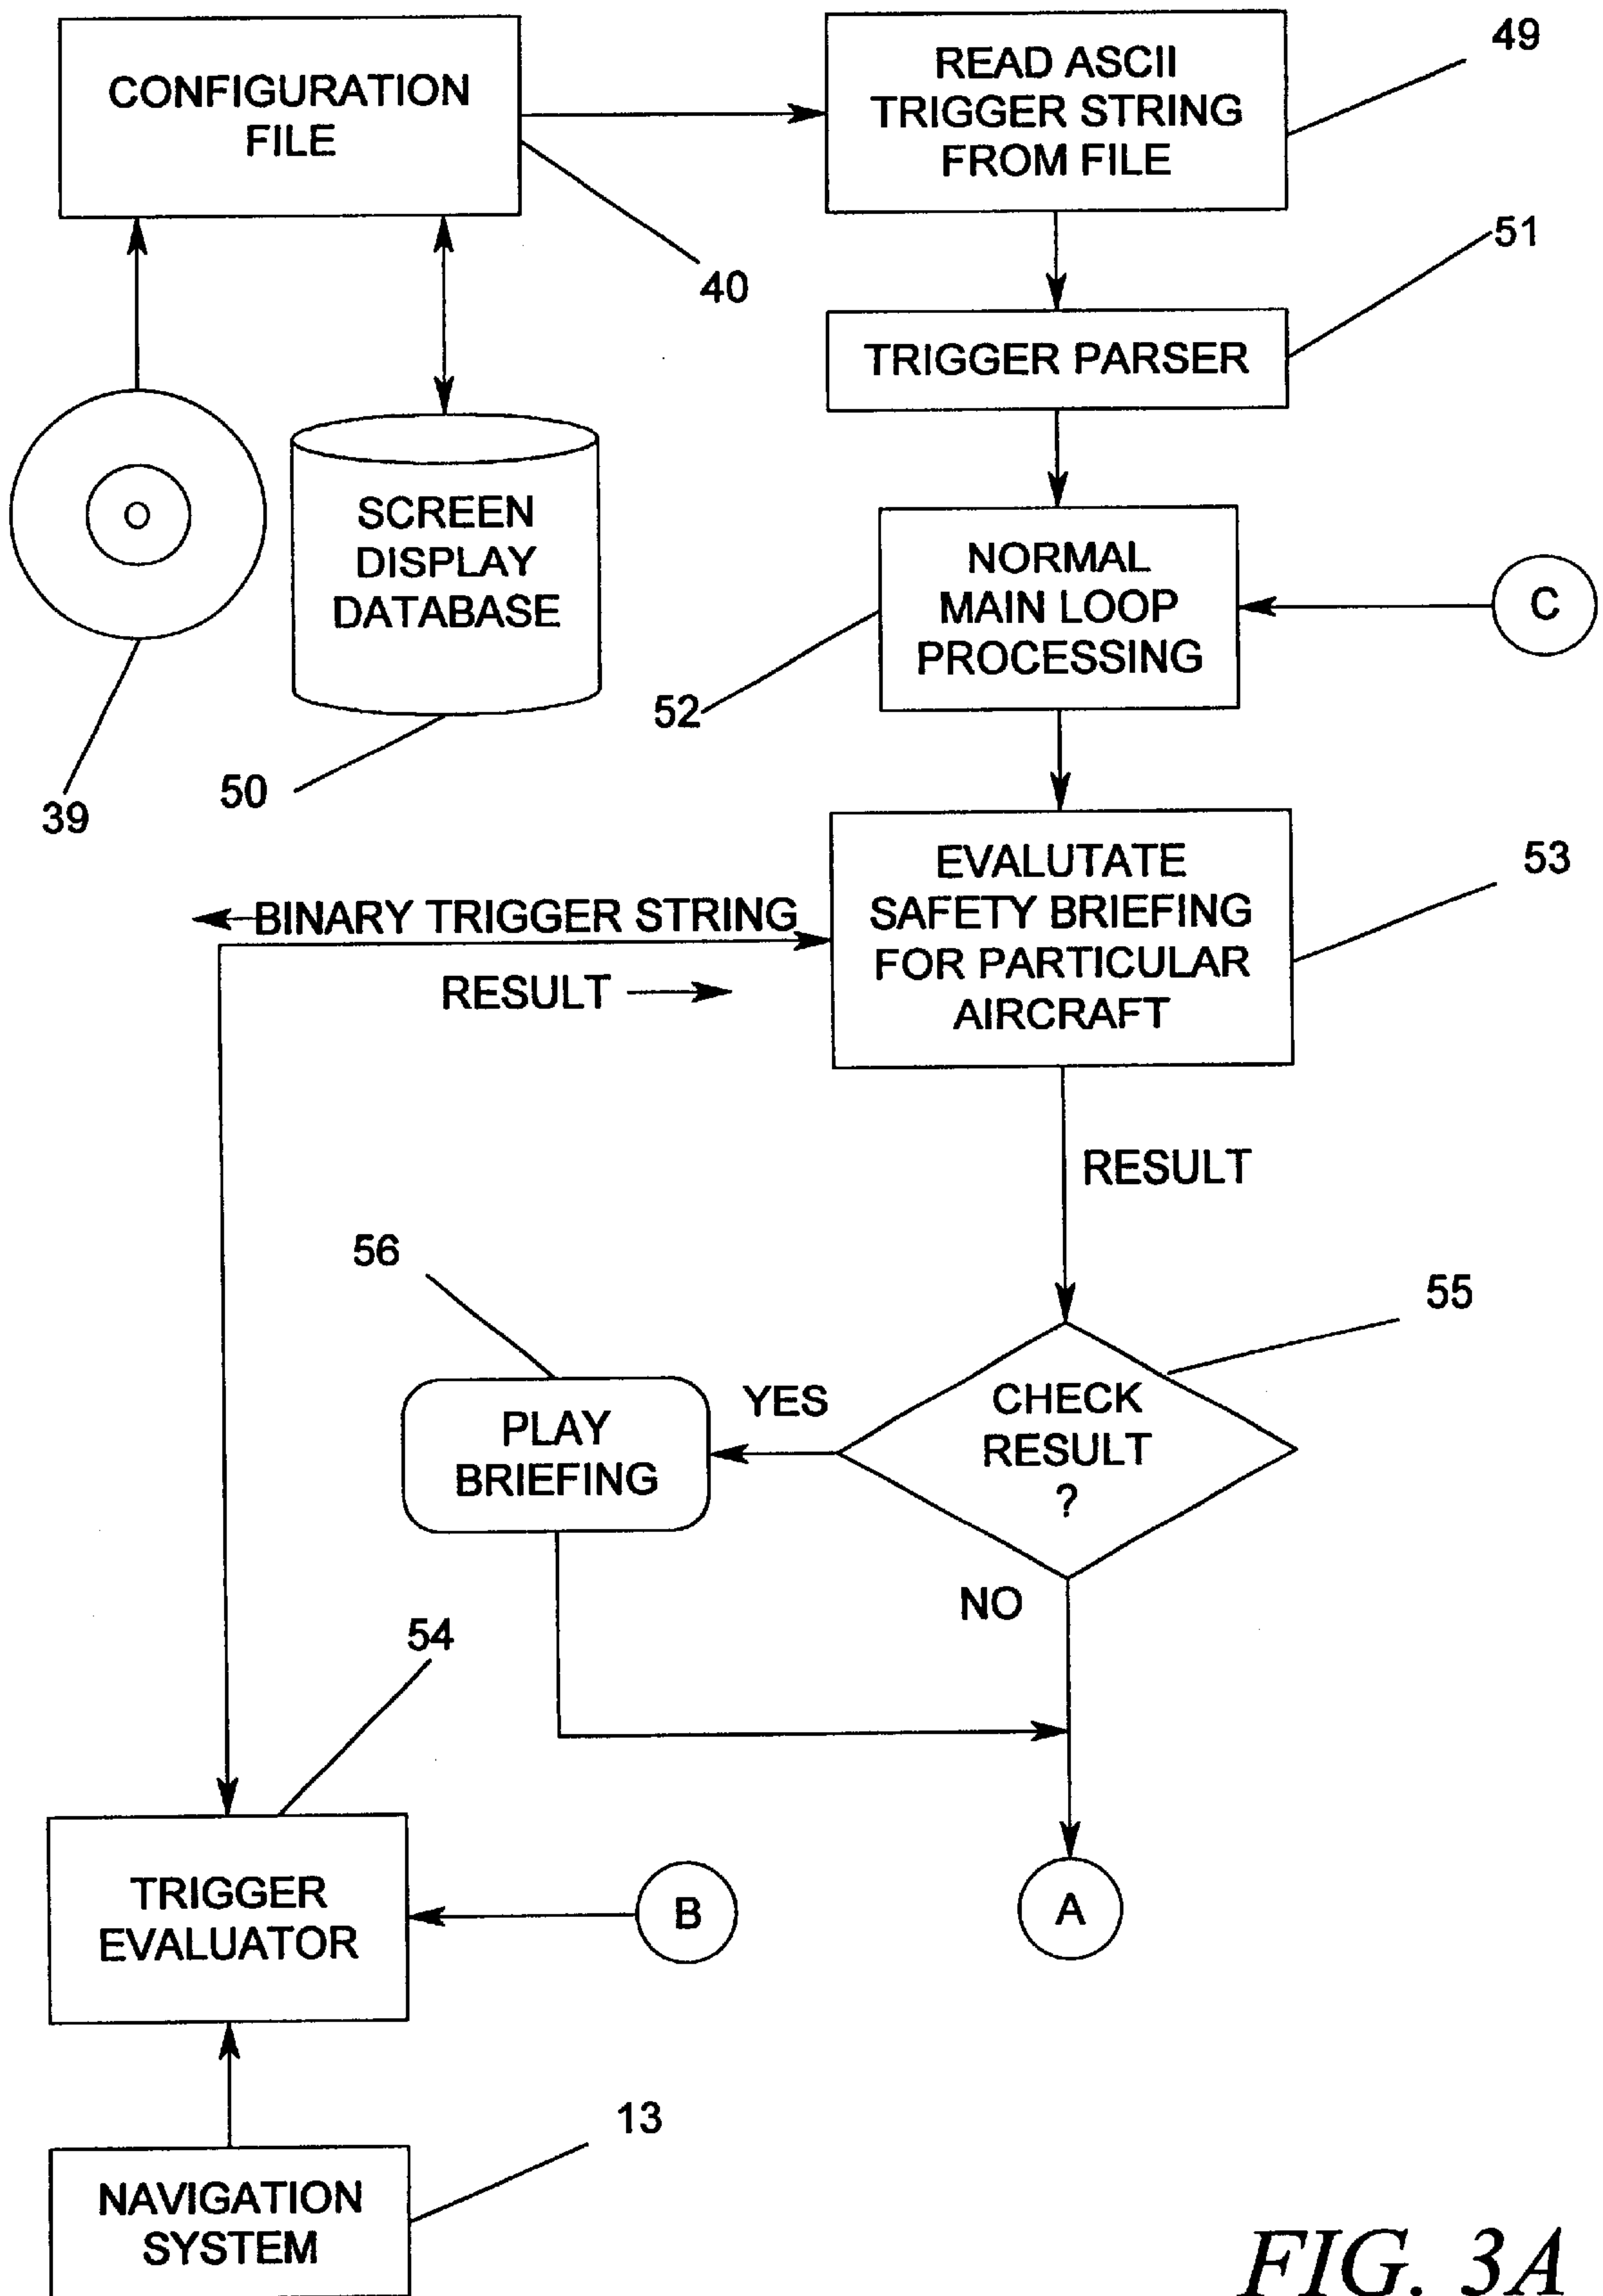 CONFIGURATION
FILE
READ ASCII
TRIGGER STRING
FROM FILE
49
40
51
TRIGGER PARSER
SCREEN
DISPLAY
DATABASE
NORMAL
MAIN LOOP
PROCESSING
C
52
50
39
EVALUTATE
SAFETY BRIEFING
FOR PARTICULAR
AIRCRAFT
53
BINARY TRIGGER STRING
RESULT
RESULT
56
55
PLAY
BRIEFING
YES
CHECK
RESULT
?
NO
54
TRIGGER
EVALUATOR
B
A
13
NAVIGATION
SYSTEM
FIG. 3A